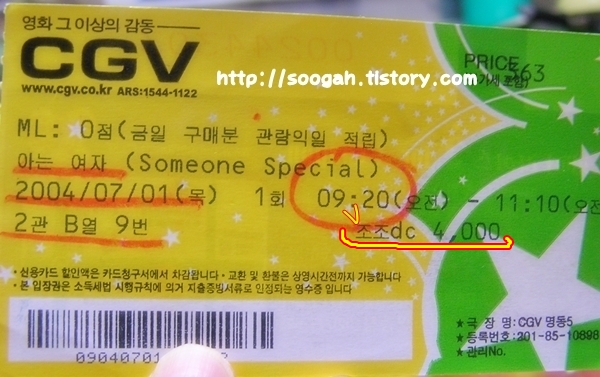 영화 그 이상의 감동
CGV
www.cgv.co.kr ARS:1544-1122
http://soogah.tistory.com
PRICE
363
ML: 0점(금일 구매분 관람익일 적립)
아는 여자 (Someone Special)
2004/07/01(목) 1회 09:20(오전) - 11:10(오전
2관 B열 9번
조조dc 4,000
• 신용카드 할인액은 카드청구서에서 차감됩니다 • 교환 및 환불은 상영시간전까지 가능합니다
• 본 입장권은 소득세법 시행규칙에 의거 지출증빙서류로 인정되는 영수증 입니다
09040701
★극 장 명:CGV 명동5
★등록번호:201-85-10898
★관리No.